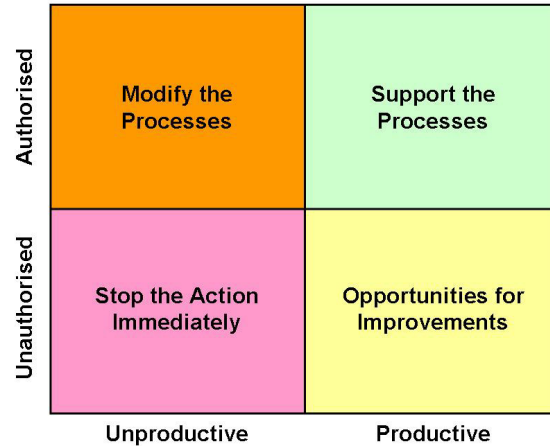 Authorised
Modify the
Processes
Support the
Processes
Unauthorised
Stop the Action
Immediately
Opportunities for
Improvements
Unproductive
Productive